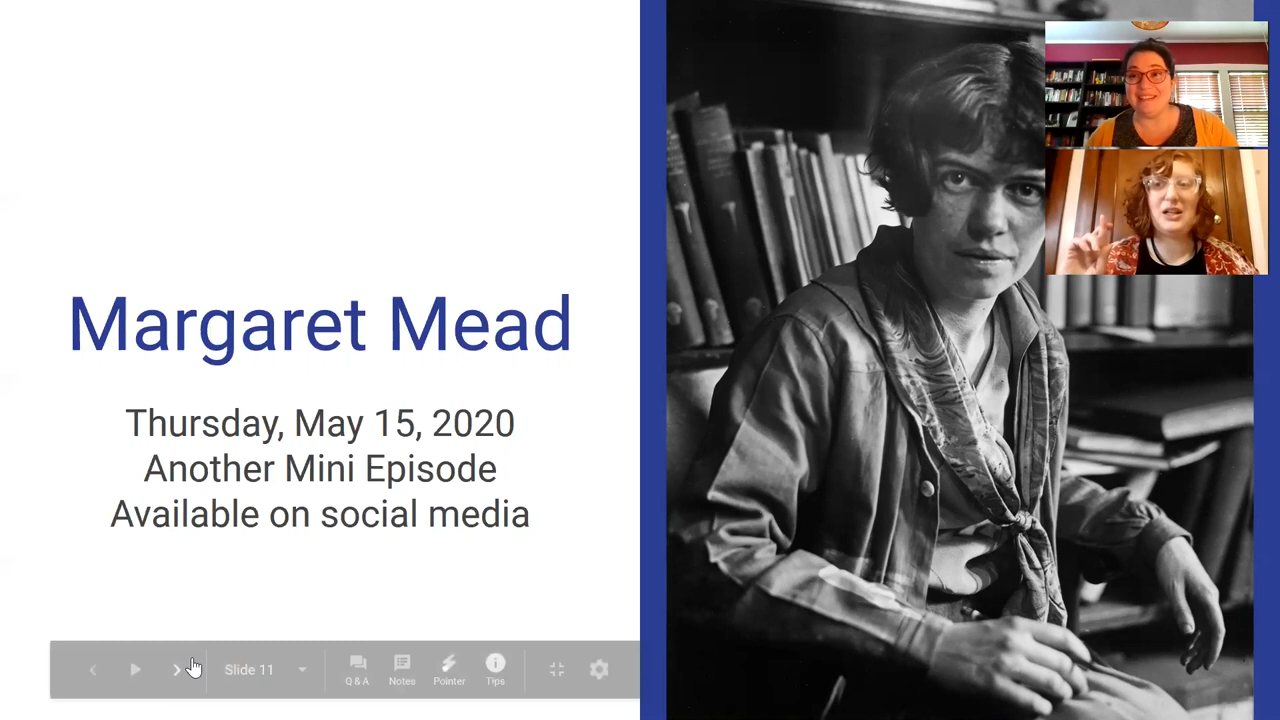 Margaret Mead
Thursday, May 15, 2020
Another Mini Episode
Available on social media
Slide 11
Q & A
Notes
Pointer
Tips